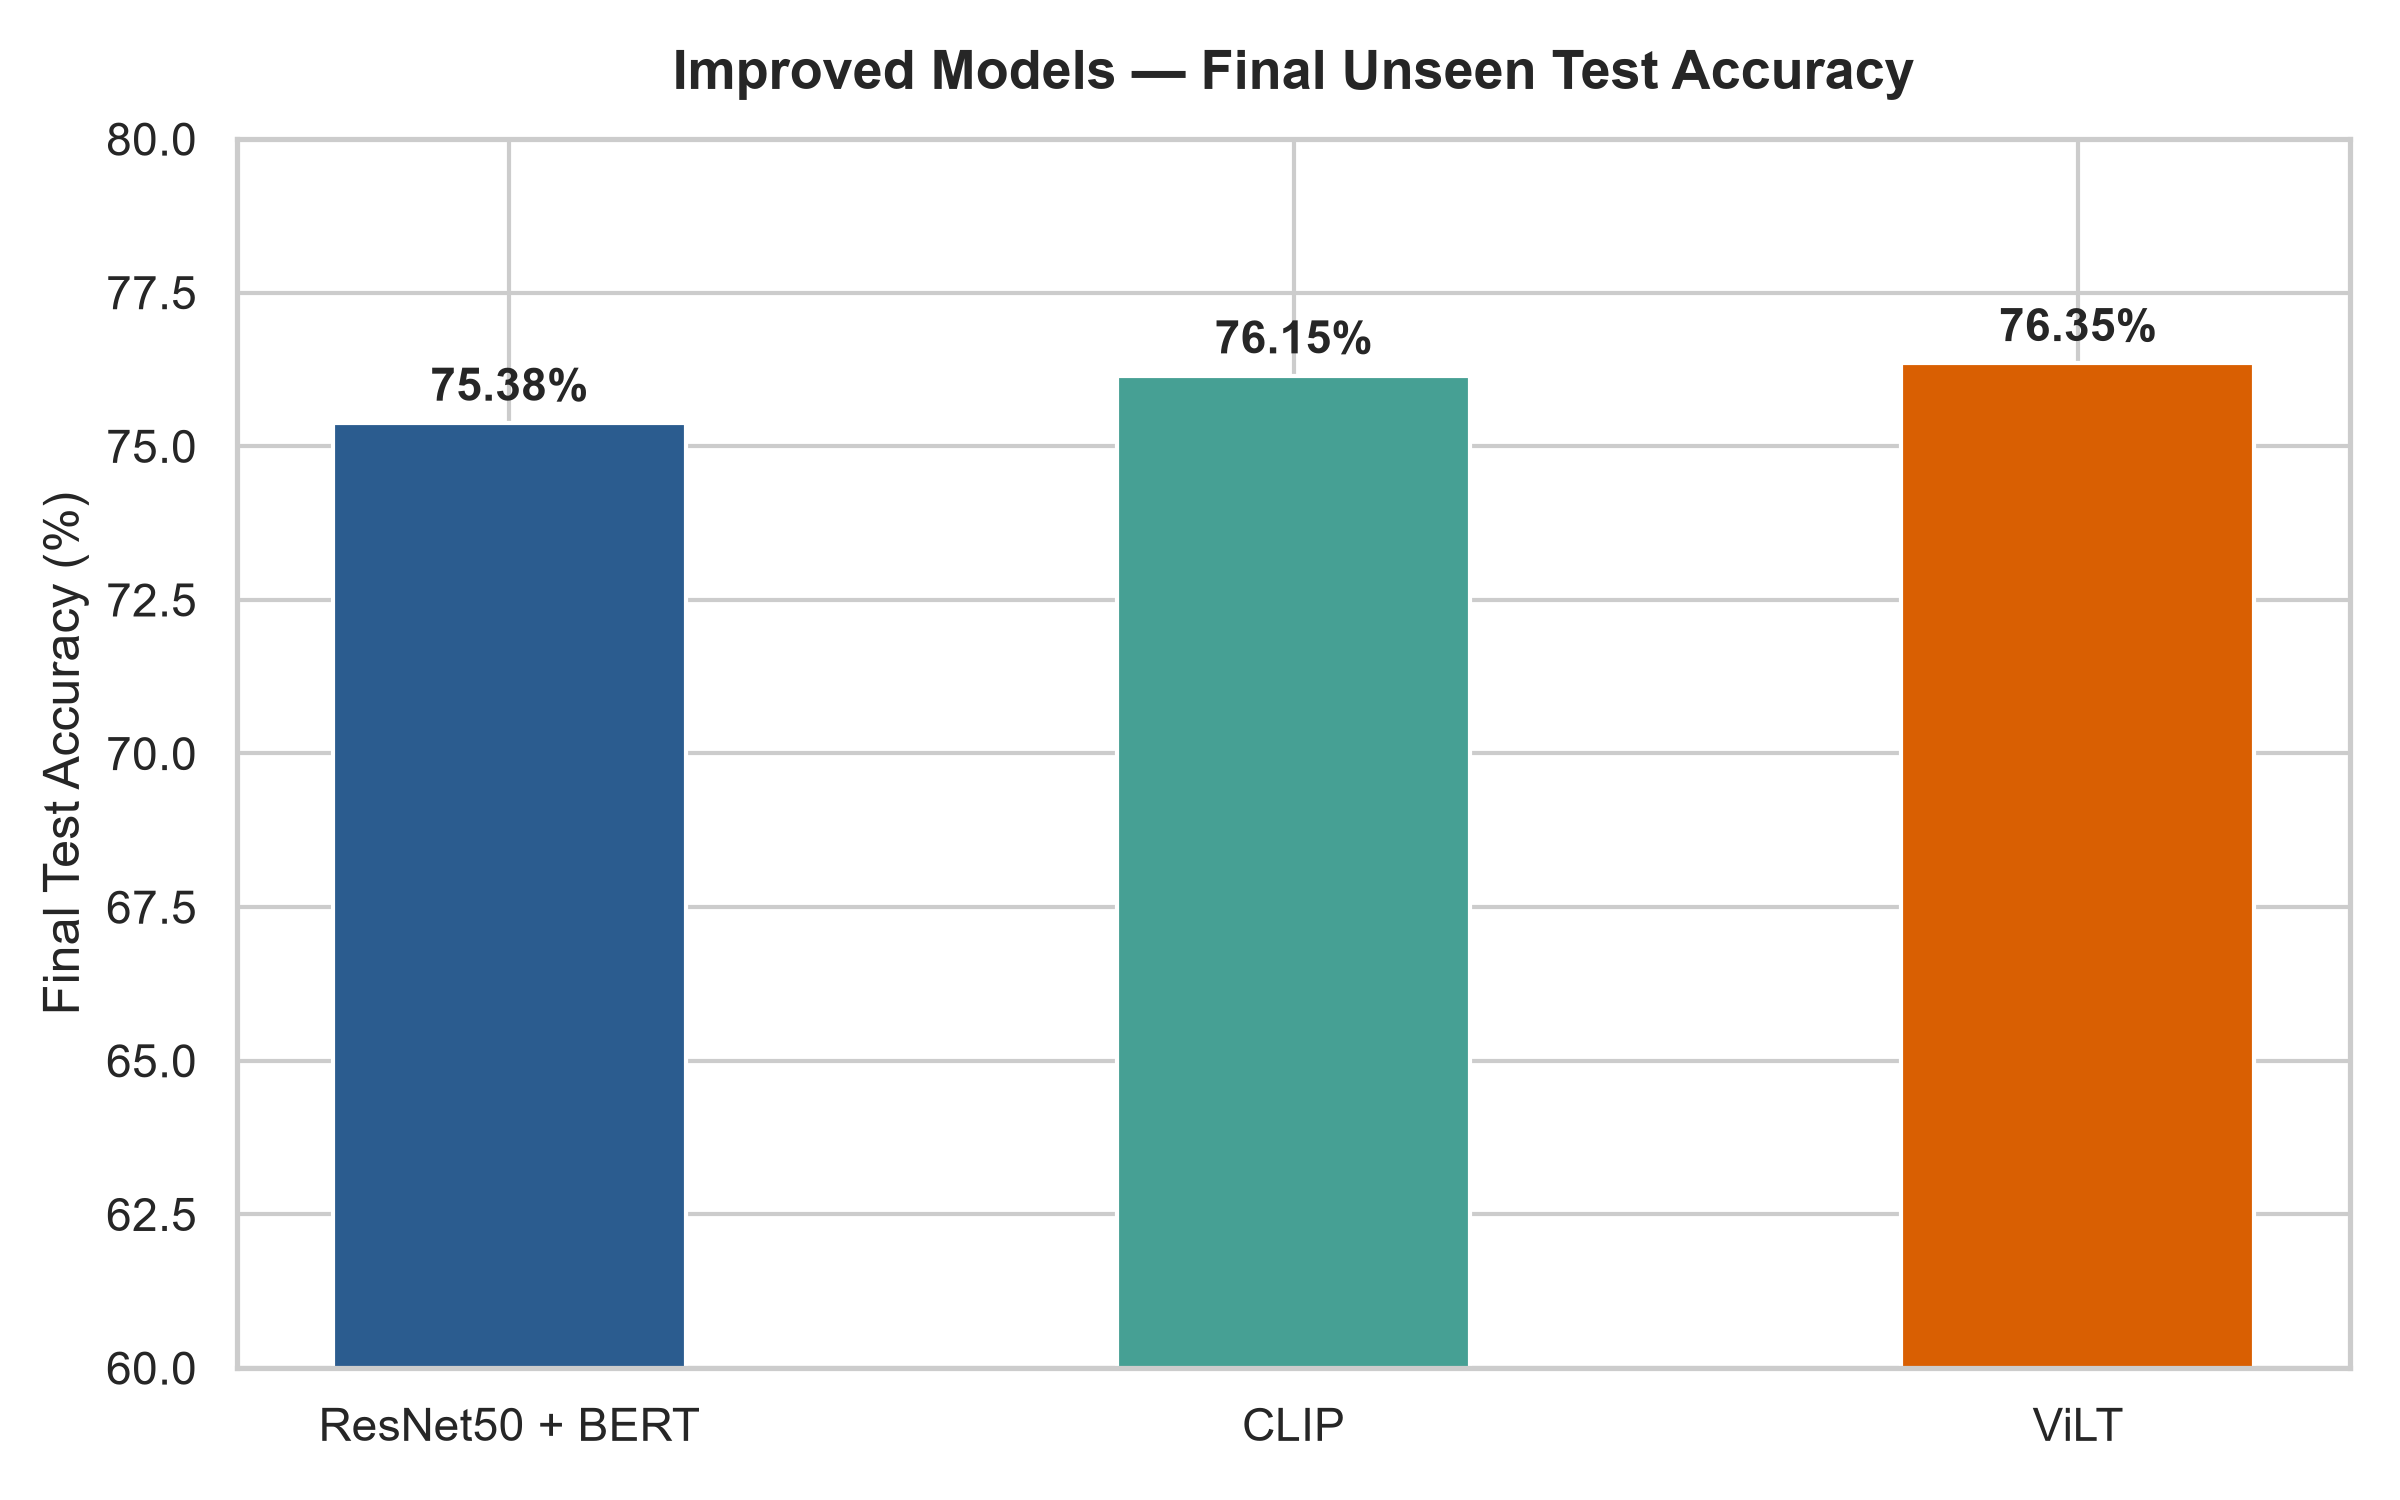 Improved Models — Final Unseen Test Accuracy
Final Test Accuracy (%)
80.0
77.5
75.0
72.5
70.0
67.5
65.0
62.5
60.0
75.38%
76.15%
76.35%
ResNet50 + BERT
CLIP
ViLT